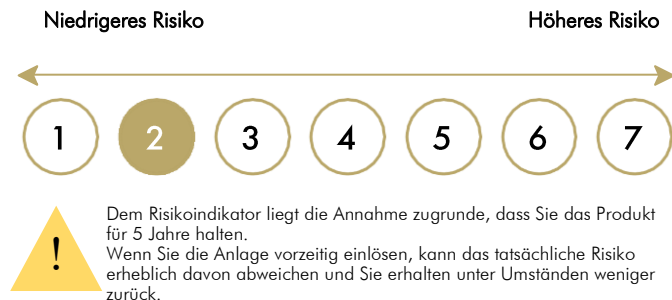 Niedrigeres Risiko Höheres Risiko
1 2 3 4 5 6 7
! Dem Risikoindikator liegt die Annahme zugrunde, dass Sie das Produkt
für 5 Jahre halten.
Wenn Sie die Anlage vorzeitig einlösen, kann das tatsächliche Risiko
erheblich davon abweichen und Sie erhalten unter Umständen weniger
zurück.